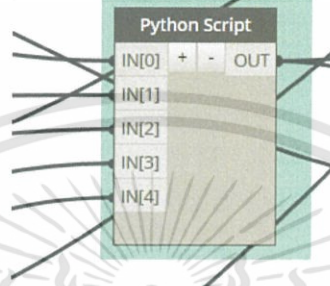 Python Script
IN[0] + - OUT
IN[1]
IN[2]
IN[3]
IN[4]